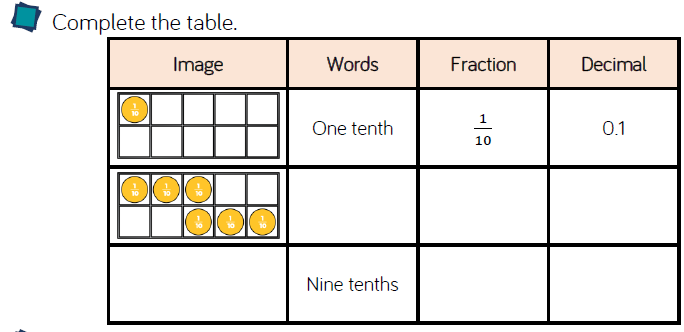 Complete the table.
Image Words Fraction Decimal
1/10 One tenth 1/10 0.1
1/10 1/10 1/10
1/10 1/10 1/10
Nine tenths